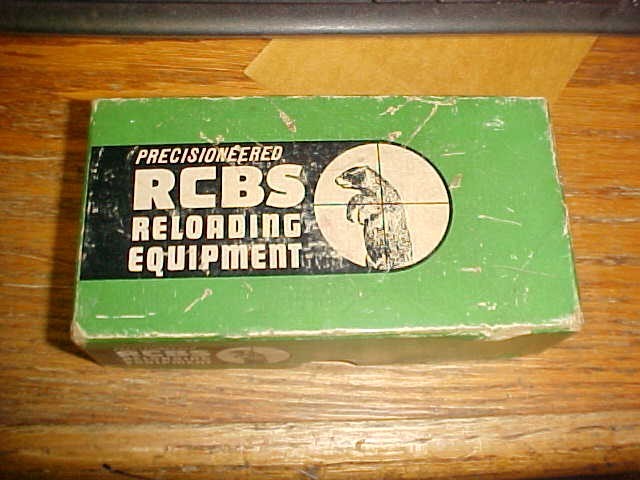 PRECISIONEERED
RCBS
RELOADING
EQUIPMENT
RCBS